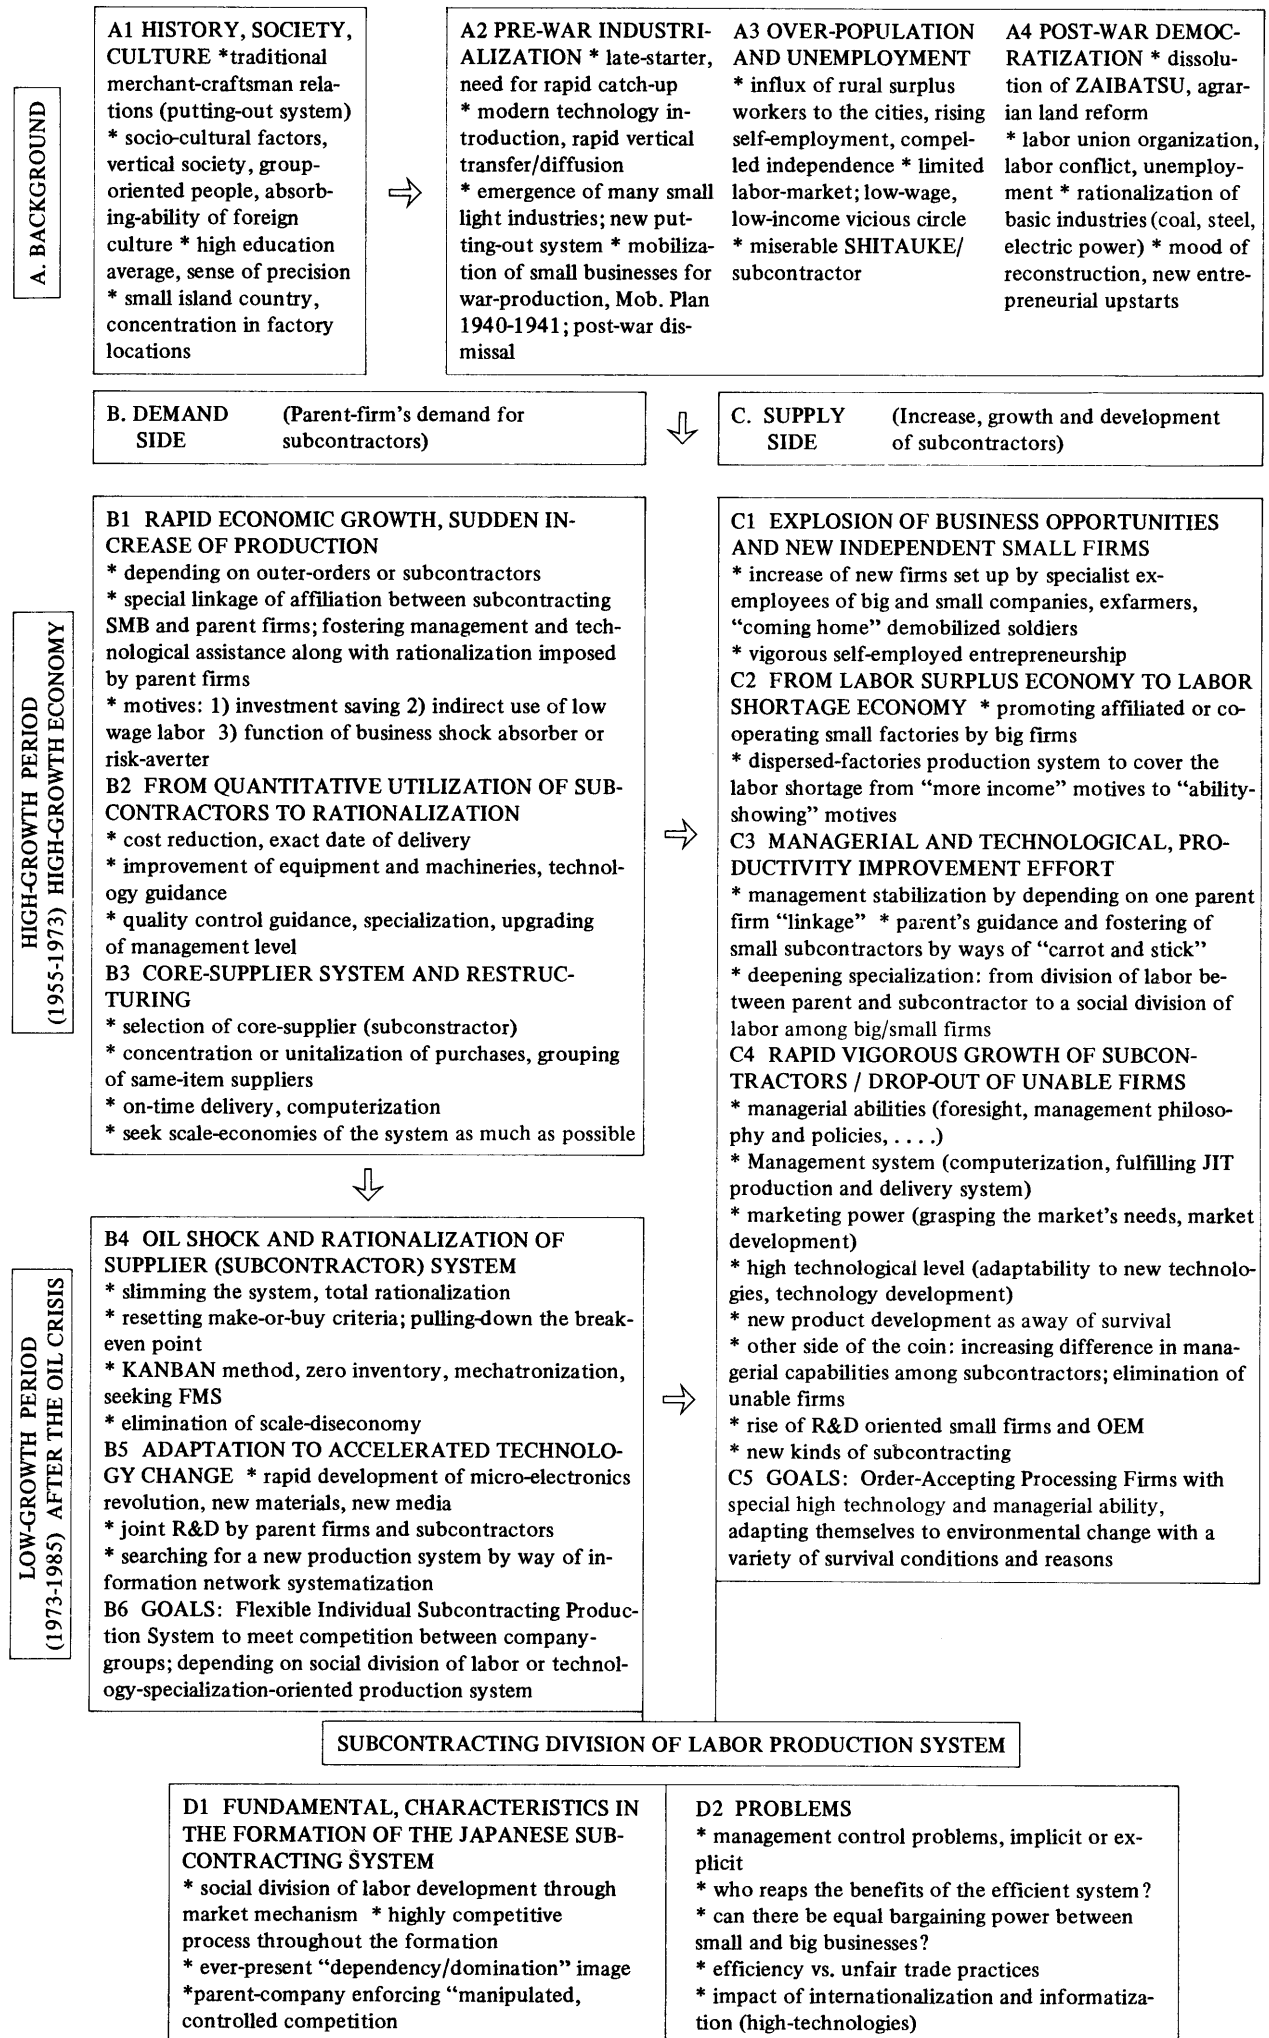 A. BACKGROUND
A1 HISTORY, SOCIETY,
CULTURE *traditional
merchant-craftsman rela-
tions (putting-out system)
* socio-cultural factors,
vertical society, group-
oriented people, absorb-
ing-ability of foreign
culture * high education
average, sense of precision
* small island country,
concentration in factory
locations
A2 PRE-WAR INDUSTRI-
ALIZATION * late-starter,
need for rapid catch-up
* modern technology in-
troduction, rapid vertical
transfer/diffusion
* emergence of many small
light industries; new put-
ting-out system * mobiliza-
tion of small businesses for
war-production, Mob. Plan
1940-1941; post-war dis-
missal
A3 OVER-POPULATION
AND UNEMPLOYMENT
* influx of rural surplus
workers to the cities, rising
self-employment, compel-
led independence * limited
labor-market; low-wage,
low-income vicious circle
* miserable SHITAUKE/
subcontractor
A4 POST-WAR DEMOC-
RATIZATION * dissolu-
tion of ZAIBATSU, agrar-
ian land reform
* labor union organization,
labor conflict, unemploy-
ment * rationalization of
basic industries (coal, steel,
electric power) * mood of
reconstruction, new entre-
preneurial upstarts
B. DEMAND (Parent-firm's demand for
SIDE subcontractors)
C. SUPPLY (Increase, growth and development
SIDE of subcontractors)
HIGH-GROWTH PERIOD
(1955-1973) HIGH-GROWTH ECONOMY
B1 RAPID ECONOMIC GROWTH, SUDDEN IN-
CREASE OF PRODUCTION
* depending on outer-orders or subcontractors
* special linkage of affiliation between subcontracting
SMB and parent firms; fostering management and tech-
nological assistance along with rationalization imposed
by parent firms
* motives: 1) investment saving 2) indirect use of low
wage labor 3) function of business shock absorber or
risk-averter
B2 FROM QUANTITATIVE UTILIZATION OF SUB-
CONTRACTORS TO RATIONALIZATION
* cost reduction, exact date of delivery
* improvement of equipment and machineries, technol-
ogy guidance
* quality control guidance, specialization, upgrading
of management level
B3 CORE-SUPPLIER SYSTEM AND RESTRUC-
TURING
* selection of core-supplier (subconstractor)
* concentration or unitalization of purchases, grouping
of same-item suppliers
* on-time delivery, computerization
* seek scale-economies of the system as much as possible
C1 EXPLOSION OF BUSINESS OPPORTUNITIES
AND NEW INDEPENDENT SMALL FIRMS
* increase of new firms set up by specialist ex-
employees of big and small companies, exfarmers,
“coming home” demobilized soldiers
* vigorous self-employed entrepreneurship
C2 FROM LABOR SURPLUS ECONOMY TO LABOR
SHORTAGE ECONOMY * promoting affiliated or co-
operating small factories by big firms
* dispersed-factories production system to cover the
labor shortage from “more income” motives to “ability-
showing” motives
C3 MANAGERIAL AND TECHNOLOGICAL, PRO-
DUCTIVITY IMPROVEMENT EFFORT
* management stabilization by depending on one parent
firm “linkage” * parent's guidance and fostering of
small subcontractors by ways of “carrot and stick”
* deepening specialization: from division of labor be-
tween parent and subcontractor to a social division of
labor among big/small firms
C4 RAPID VIGOROUS GROWTH OF SUBCON-
TRACTORS / DROP-OUT OF UNABLE FIRMS
* managerial abilities (foresight, management philoso-
phy and policies, . . . .)
* Management system (computerization, fulfilling JIT
production and delivery system)
* marketing power (grasping the market's needs, market
development)
* high technological level (adaptability to new technolo-
gies, technology development)
* new product development as away of survival
* other side of the coin: increasing difference in mana-
gerial capabilities among subcontractors; elimination of
unable firms
* rise of R&D oriented small firms and OEM
* new kinds of subcontracting
C5 GOALS: Order-Accepting Processing Firms with
special high technology and managerial ability,
adapting themselves to environmental change with a
variety of survival conditions and reasons
LOW-GROWTH PERIOD
(1973-1985) AFTER THE OIL CRISIS
B4 OIL SHOCK AND RATIONALIZATION OF
SUPPLIER (SUBCONTRACTOR) SYSTEM
* slimming the system, total rationalization
* resetting make-or-buy criteria; pulling-down the break-
even point
* KANBAN method, zero inventory, mechatronization,
seeking FMS
* elimination of scale-diseconomy
B5 ADAPTATION TO ACCELERATED TECHNOLO-
GY CHANGE * rapid development of micro-electronics
revolution, new materials, new media
* joint R&D by parent firms and subcontractors
* searching for a new production system by way of in-
formation network systematization
B6 GOALS: Flexible Individual Subcontracting Produc-
tion System to meet competition between company-
groups; depending on social division of labor or technol-
ogy-specialization-oriented production system
SUBCONTRACTING DIVISION OF LABOR PRODUCTION SYSTEM
D1 FUNDAMENTAL, CHARACTERISTICS IN
THE FORMATION OF THE JAPANESE SUB-
CONTRACTING SYSTEM
* social division of labor development through
market mechanism * highly competitive
process throughout the formation
* ever-present “dependency/domination” image
*parent-company enforcing “manipulated,
controlled competition
D2 PROBLEMS
* management control problems, implicit or ex-
plicit
* who reaps the benefits of the efficient system?
* can there be equal bargaining power between
small and big businesses?
* efficiency vs. unfair trade practices
* impact of internationalization and informatiza-
tion (high-technologies)